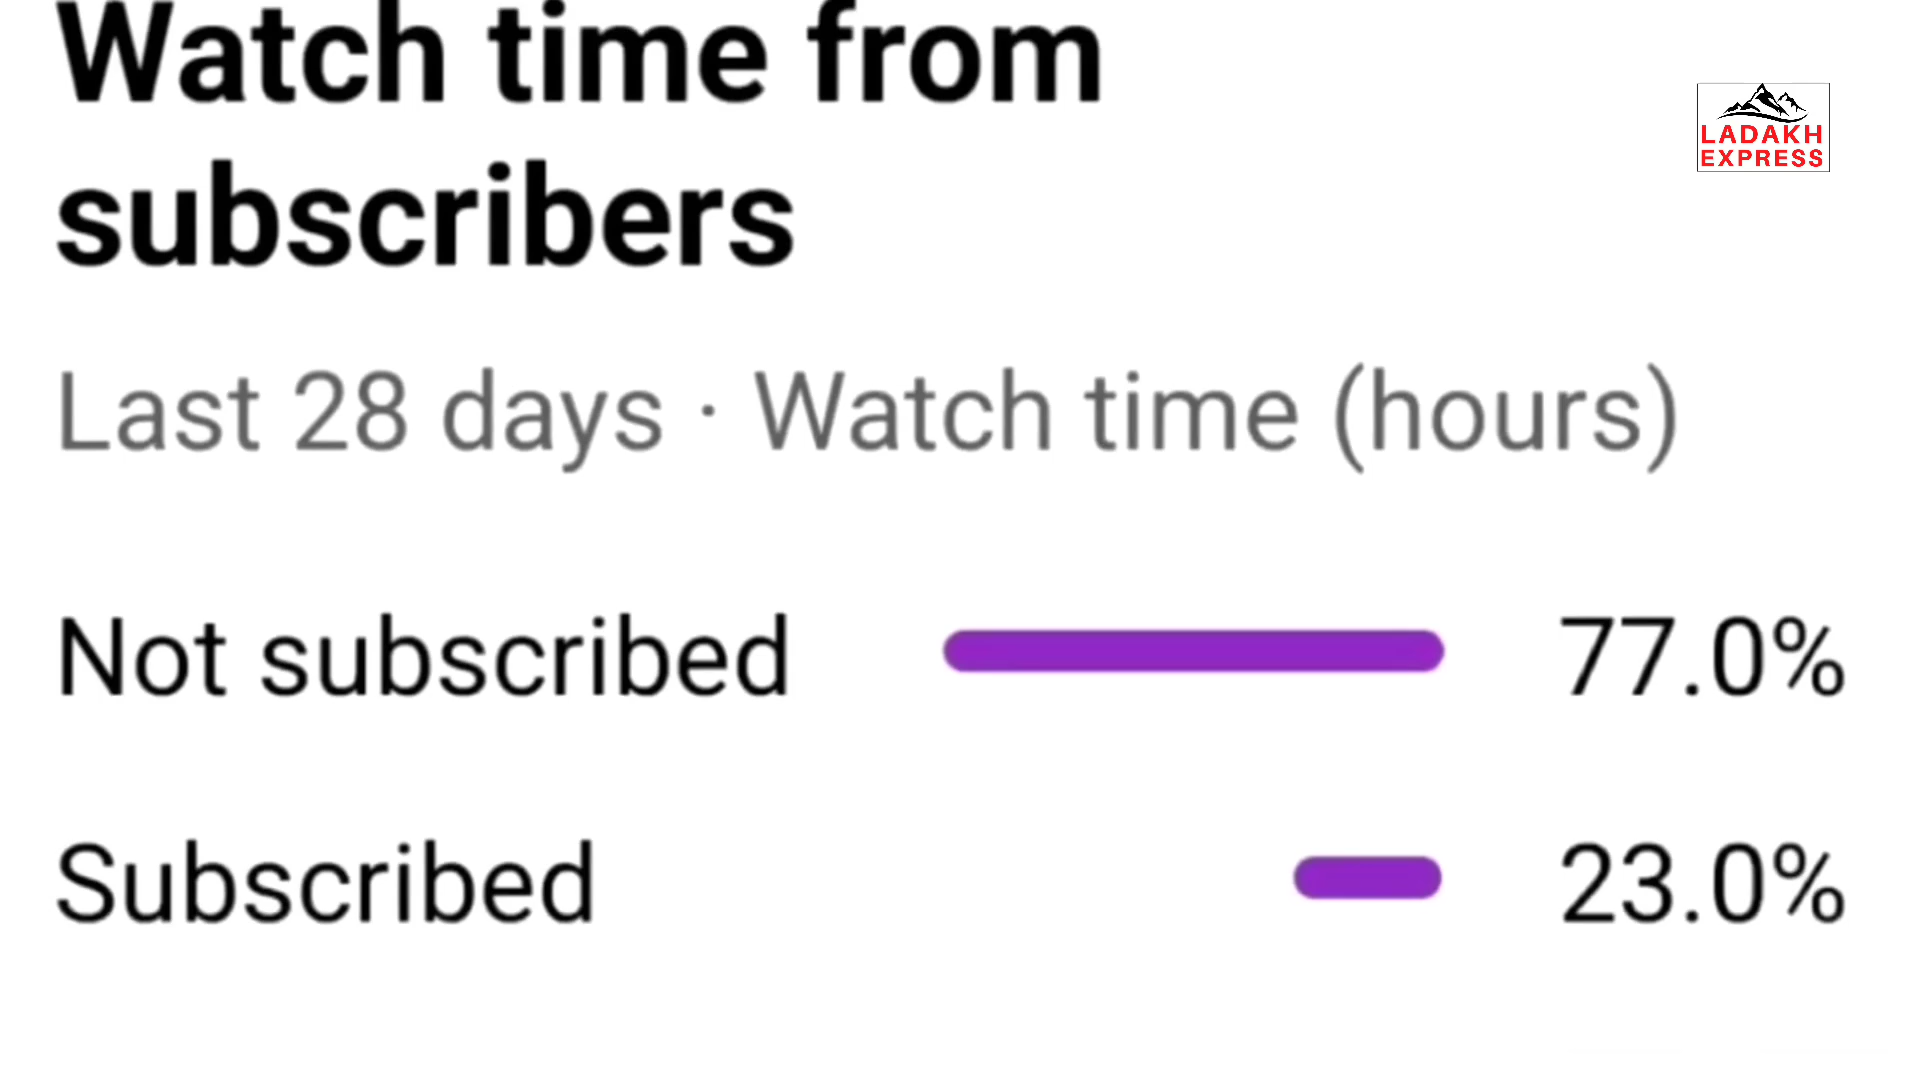 Watch time from
subscribers
LADAKH
EXPRESS
Last 28 days · Watch time (hours)
Not subscribed 77.0%
Subscribed 23.0%